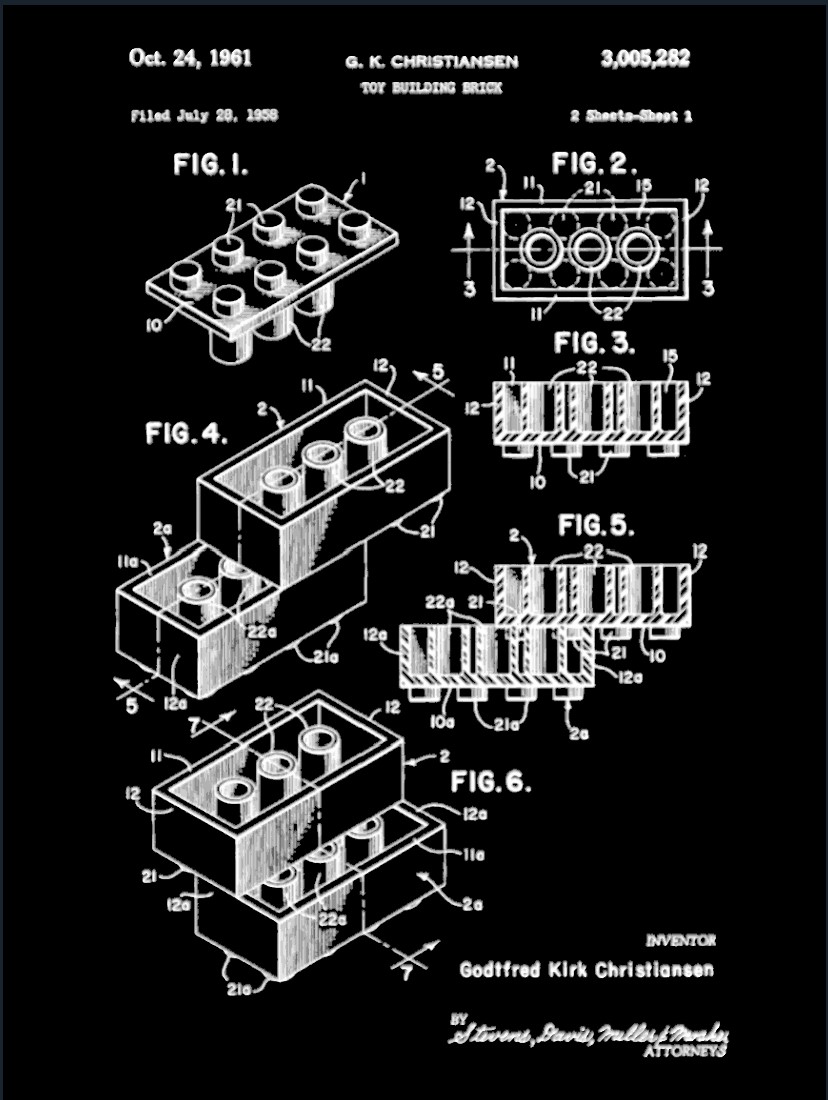 Oct. 24, 1961
G. K. CHRISTIANSEN
3,005,282
TOY BUILDING BRICK
Filed July 28, 1958
2 Sheets-Sheet 1
FIG. 1.
1
21
10
22
FIG. 2.
2
11
21
15
12
12
3
3
11
22
FIG. 3.
11
22
15
12
12
10
21
FIG. 4.
12
5
11
2
22
21
2a
11a
22a
21a
12a
5
FIG. 5.
2
22
12
12
22a
21
12a
21
10
12a
10a
21a
2a
FIG. 6.
22
12
7
11
2
12
12a
11a
21
12a
2a
22a
21a
7
INVENTOR
Godtfred Kirk Christiansen
BY
Stevens, Davis, Miller & Mosher
ATTORNEYS